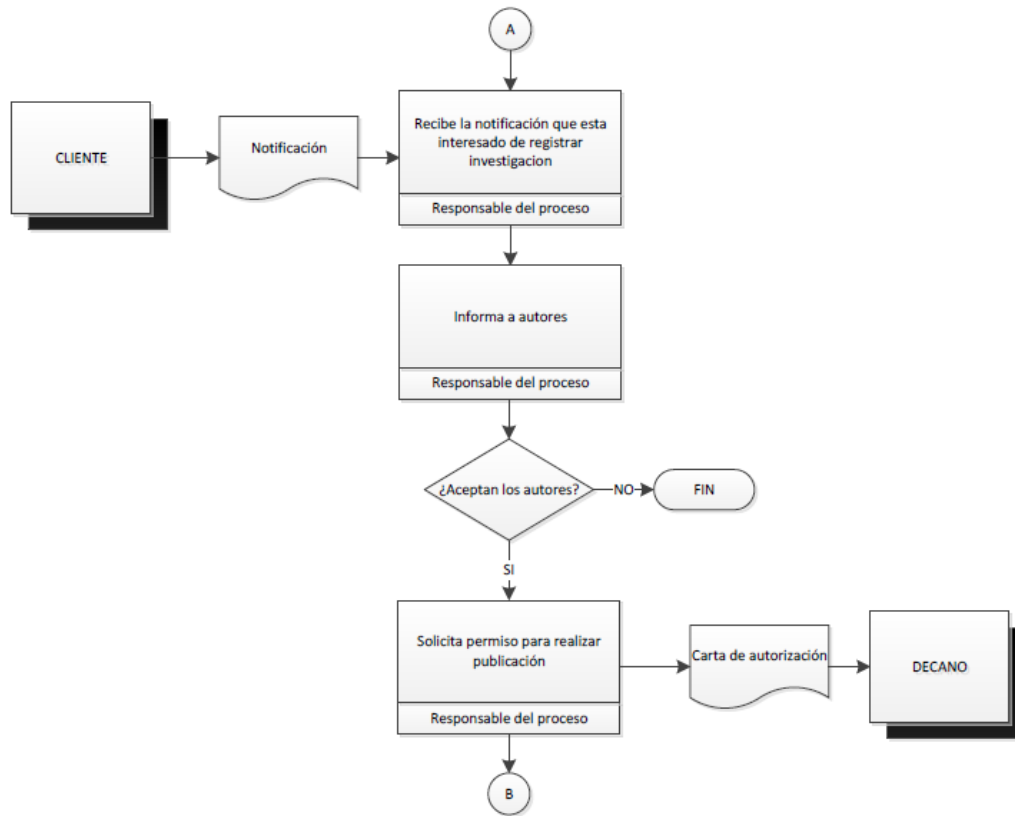 A
CLIENTE
Notificación
Recibe la notificación que esta
interesado de registrar
investigacion
Responsable del proceso
Informa a autores
Responsable del proceso
¿Aceptan los autores?
NO
FIN
SI
Solicita permiso para realizar
publicación
Responsable del proceso
Carta de autorización
DECANO
B